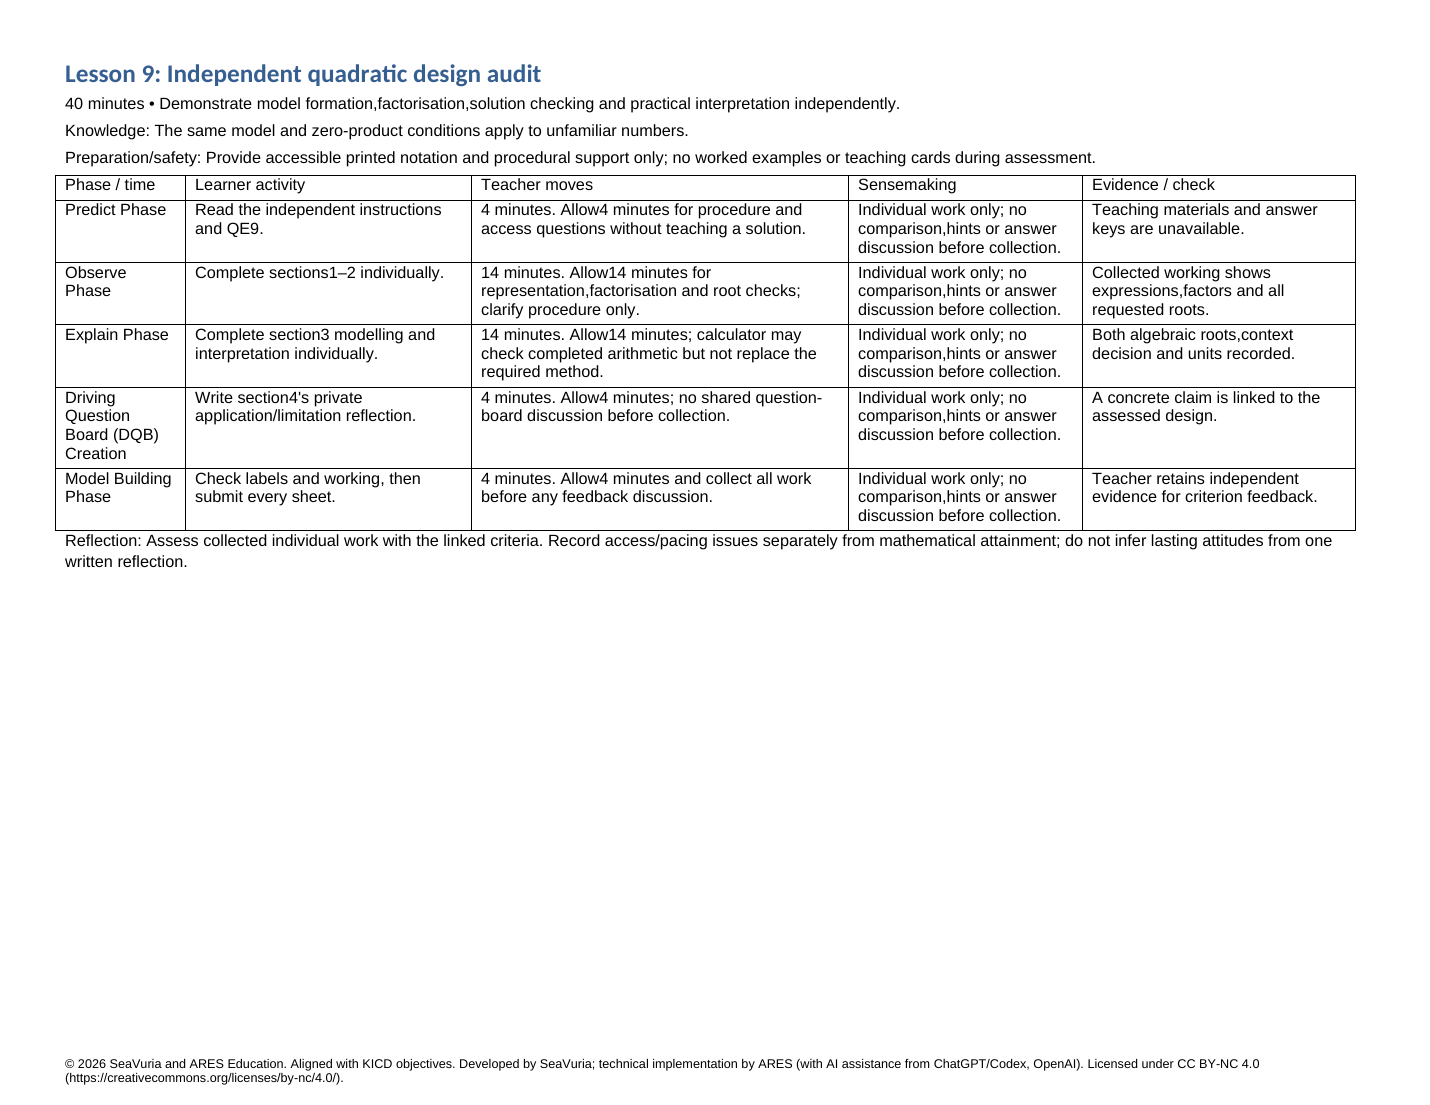 Lesson 9: Independent quadratic design audit
40 minutes • Demonstrate model formation,factorisation,solution checking and practical interpretation independently.
Knowledge: The same model and zero-product conditions apply to unfamiliar numbers.
Preparation/safety: Provide accessible printed notation and procedural support only; no worked examples or teaching cards during assessment.
Phase / time
Learner activity
Teacher moves
Sensemaking
Evidence / check
Predict Phase
Read the independent instructions
and QE9.
4 minutes. Allow4 minutes for procedure and
access questions without teaching a solution.
Individual work only; no
comparison,hints or answer
discussion before collection.
Teaching materials and answer
keys are unavailable.
Observe
Phase
Complete sections1–2 individually.
14 minutes. Allow14 minutes for
representation,factorisation and root checks;
clarify procedure only.
Individual work only; no
comparison,hints or answer
discussion before collection.
Collected working shows
expressions,factors and all
requested roots.
Explain Phase
Complete section3 modelling and
interpretation individually.
14 minutes. Allow14 minutes; calculator may
check completed arithmetic but not replace the
required method.
Individual work only; no
comparison,hints or answer
discussion before collection.
Both algebraic roots,context
decision and units recorded.
Driving
Question
Board (DQB)
Creation
Write section4's private
application/limitation reflection.
4 minutes. Allow4 minutes; no shared question-
board discussion before collection.
Individual work only; no
comparison,hints or answer
discussion before collection.
A concrete claim is linked to the
assessed design.
Model Building
Phase
Check labels and working, then
submit every sheet.
4 minutes. Allow4 minutes and collect all work
before any feedback discussion.
Individual work only; no
comparison,hints or answer
discussion before collection.
Teacher retains independent
evidence for criterion feedback.
Reflection: Assess collected individual work with the linked criteria. Record access/pacing issues separately from mathematical attainment; do not infer lasting attitudes from one
written reflection.
© 2026 SeaVuria and ARES Education. Aligned with KICD objectives. Developed by SeaVuria; technical implementation by ARES (with AI assistance from ChatGPT/Codex, OpenAI). Licensed under CC BY-NC 4.0
(https://creativecommons.org/licenses/by-nc/4.0/).